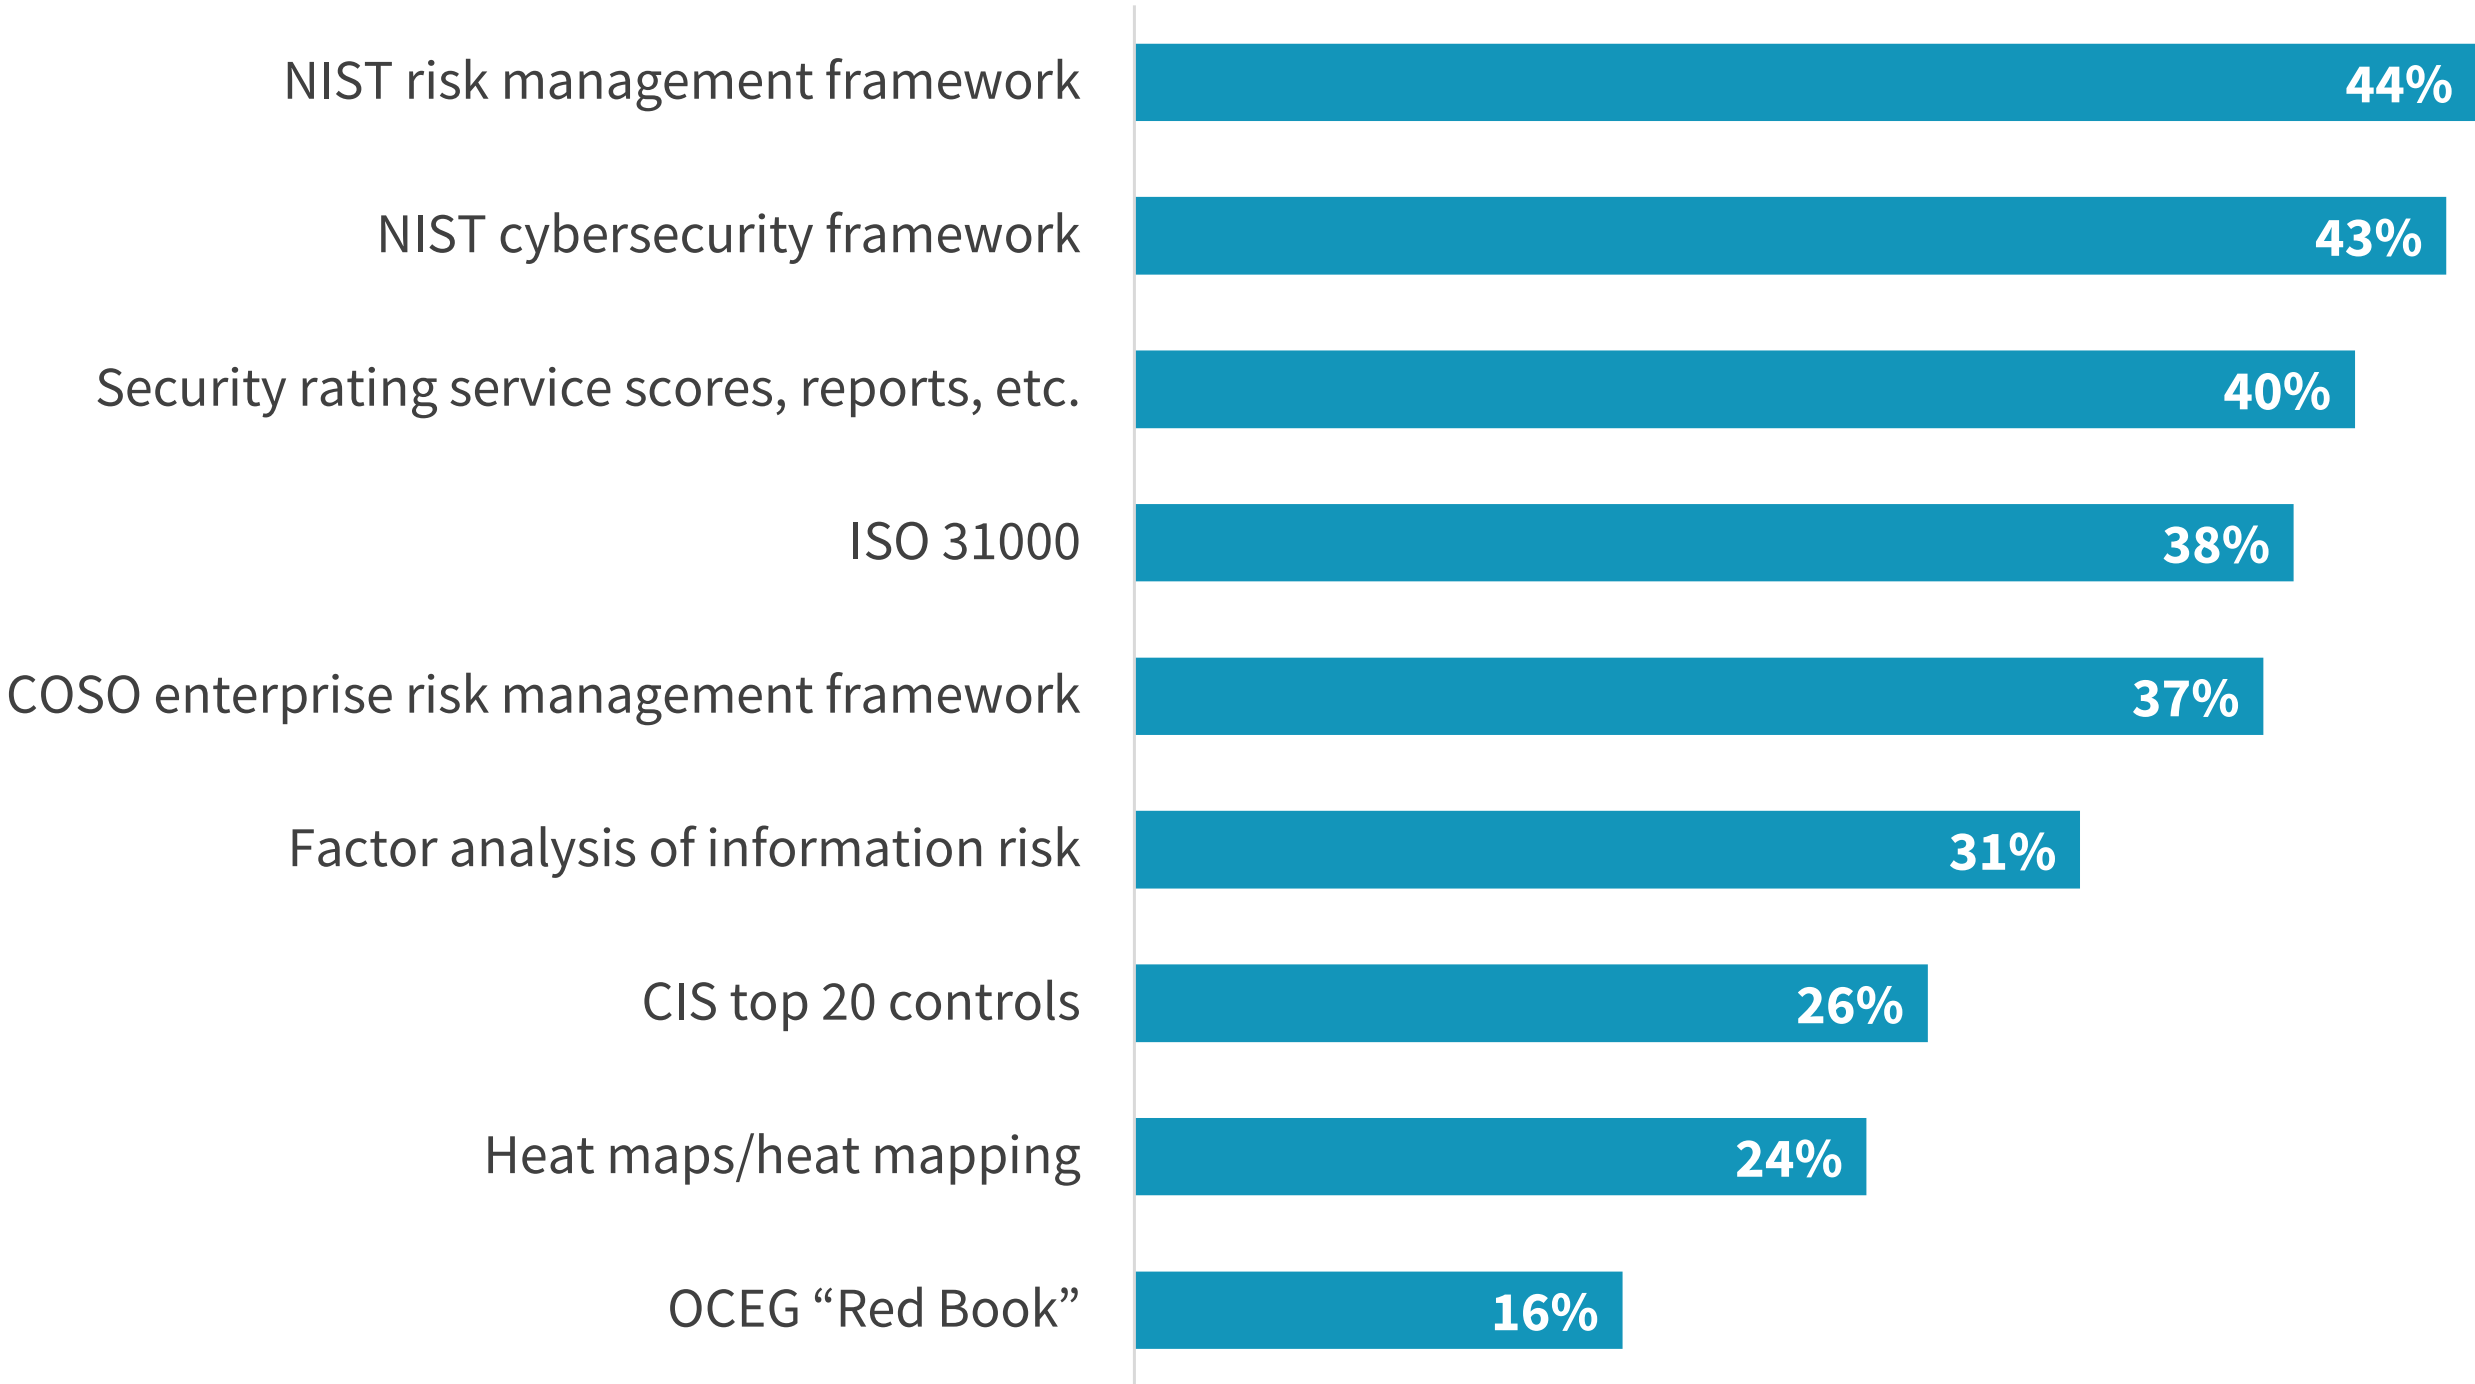 NIST risk management framework 44%
NIST cybersecurity framework 43%
Security rating service scores, reports, etc. 40%
ISO 31000 38%
COSO enterprise risk management framework 37%
Factor analysis of information risk 31%
CIS top 20 controls 26%
Heat maps/heat mapping 24%
OCEG “Red Book” 16%